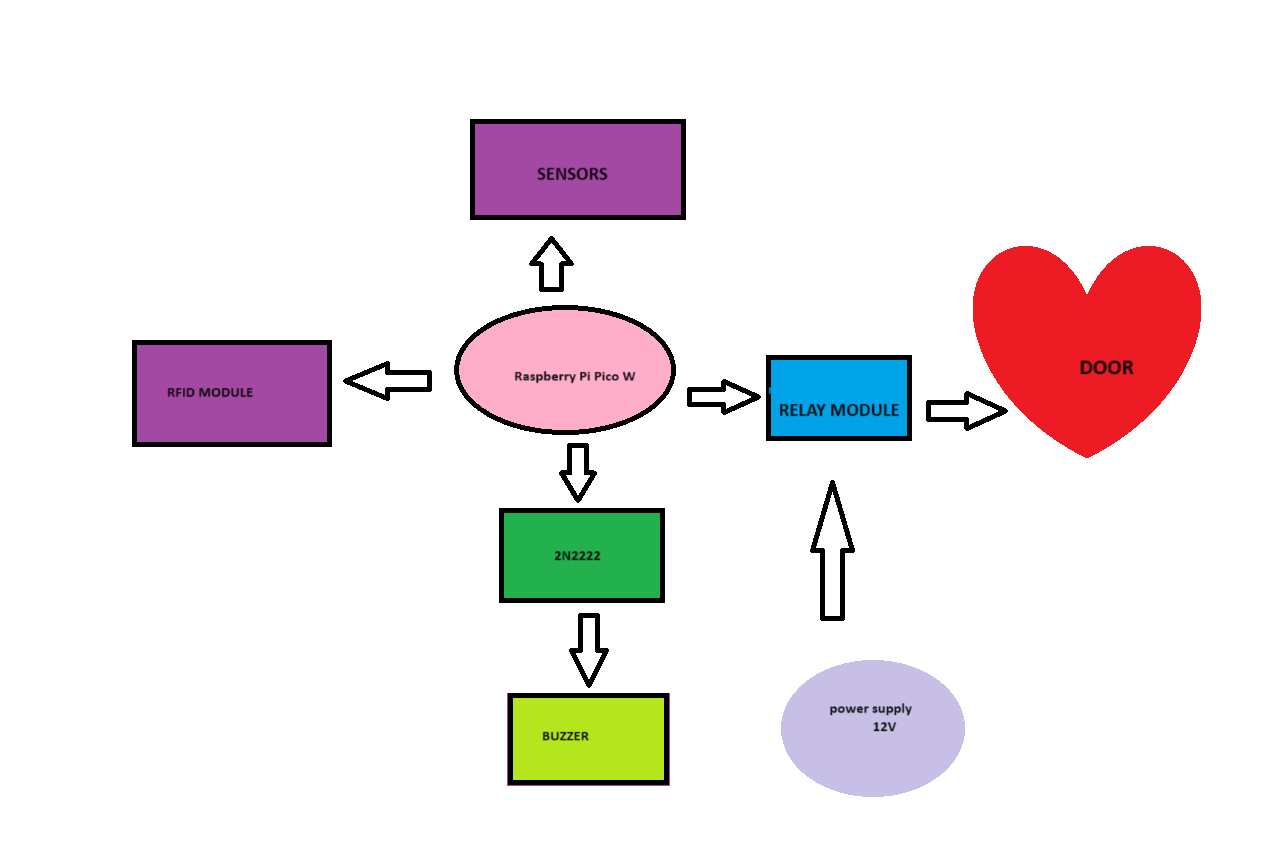 SENSORS
RFID MODULE
Raspberry Pi Pico W
RELAY MODULE
DOOR
2N2222
BUZZER
power supply
12V